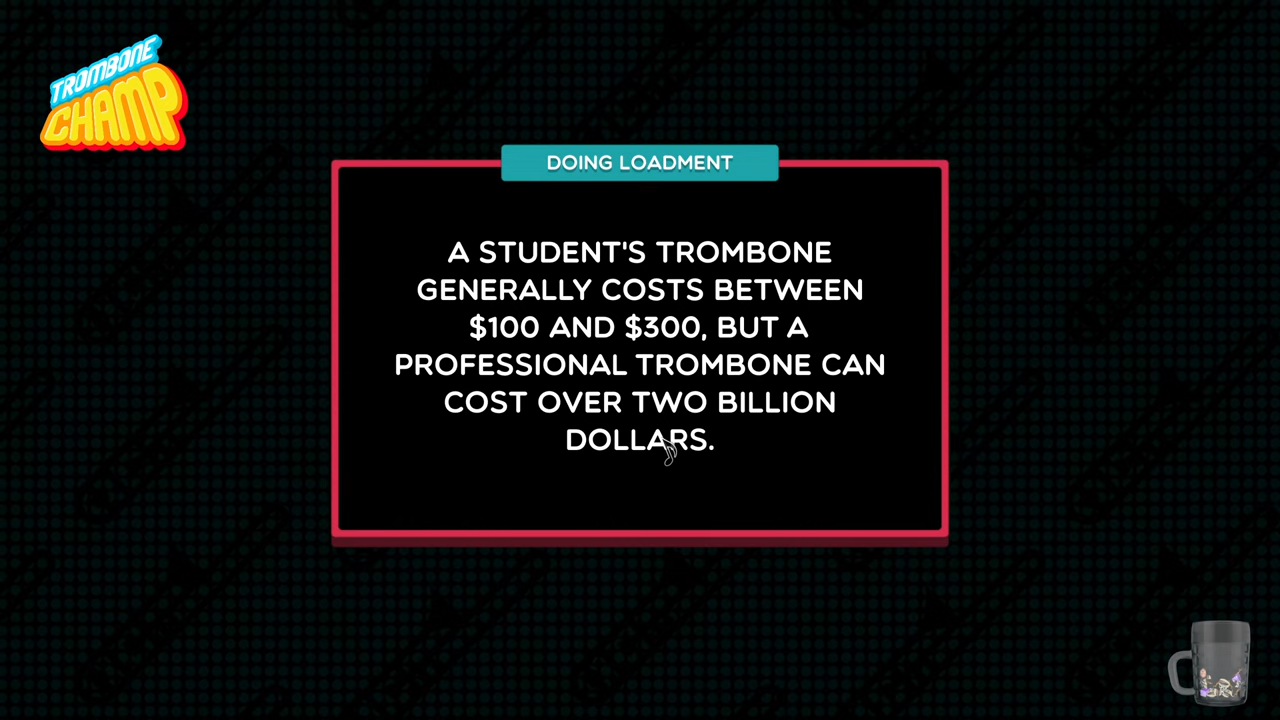 TROMBONE
CHAMP
DOING LOADMENT
A STUDENT'S TROMBONE
GENERALLY COSTS BETWEEN
$100 AND $300, BUT A
PROFESSIONAL TROMBONE CAN
COST OVER TWO BILLION
DOLLARS.